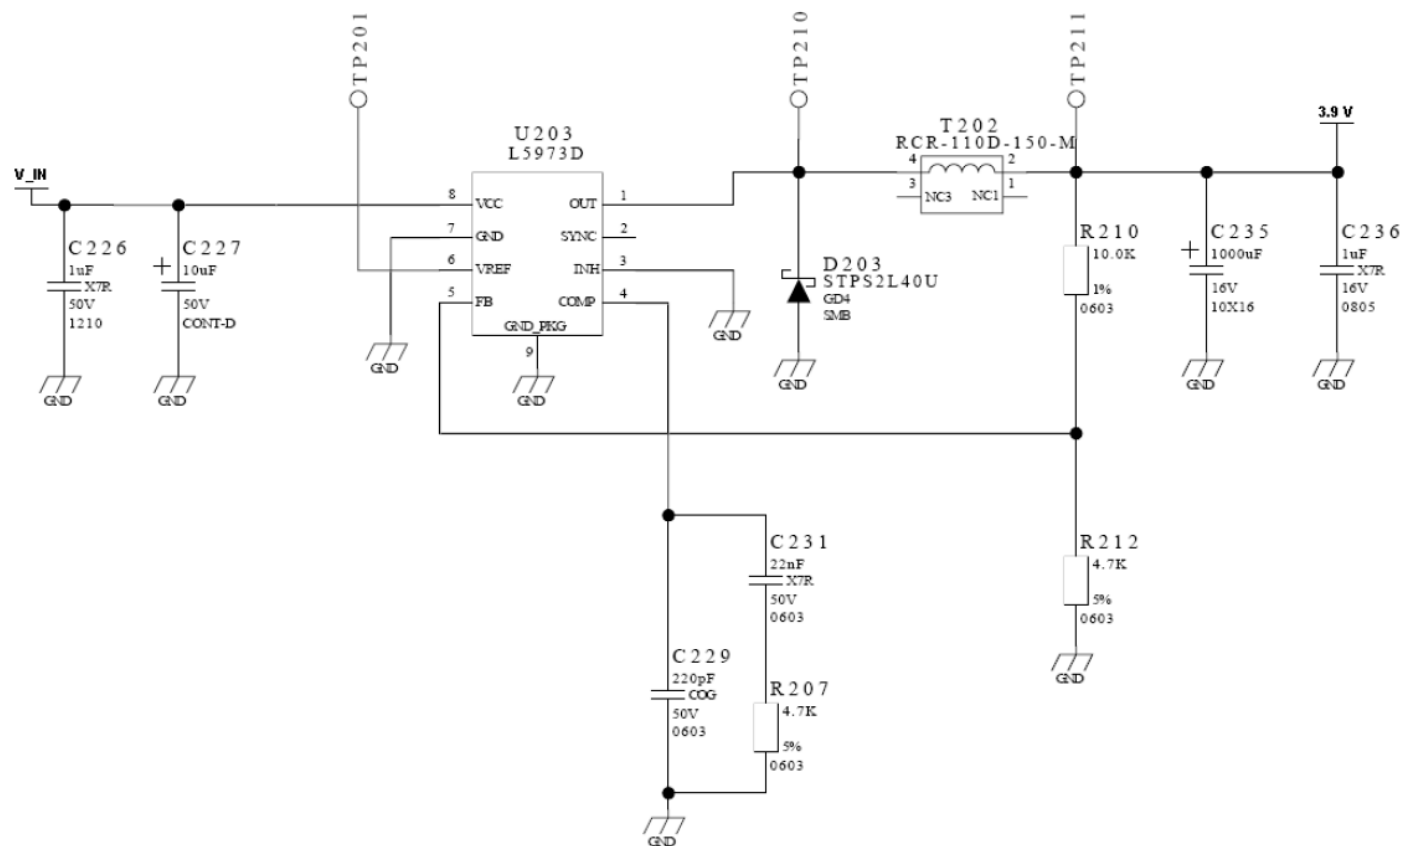 TP201
TP210
TP211
3.9 V
T202
RCR-110D-150-M
4
2
3
NC3
NC1
1
U203
L5973D
V_IN
8
VCC
OUT
1
7
GND
SYNC
2
6
VREF
INH
3
5
FB
COMP
4
GND_PKG
9
GND
GND
GND
C226
1uF
X7R
50V
1210
GND
C227
10uF
50V
CONT-D
GND
D203
STPS2L40U
GD4
SMB
GND
R210
10.0K
1%
0603
C235
1000uF
16V
10X16
GND
C236
1uF
X7R
16V
0805
GND
C231
22nF
X7R
50V
0603
R212
4.7K
5%
0603
GND
C229
220pF
COG
50V
0603
R207
4.7K
5%
0603
GND